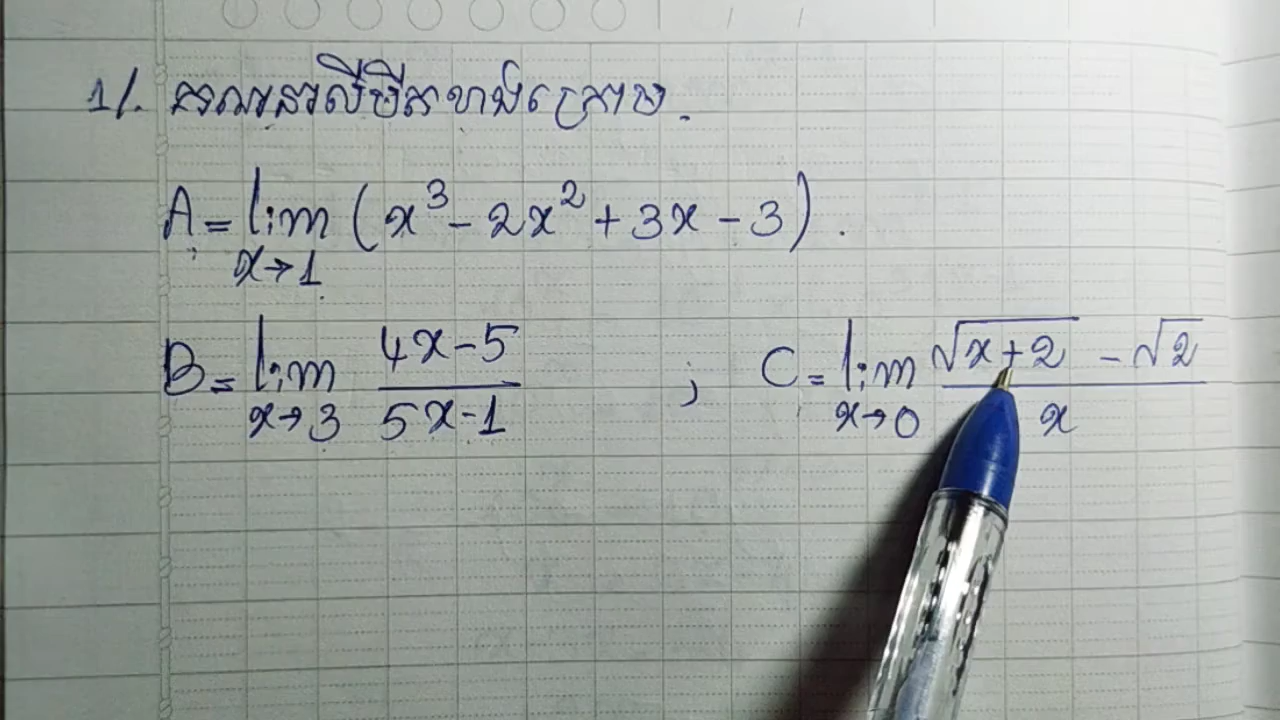 1/. គណនាលីមីតខាងក្រោម.
A = lim (x³ - 2x² + 3x - 3).
x→1
B = lim (4x-5)/(5x-1) ; C = lim (√(x+2) - √2)/x
x→3 x→0